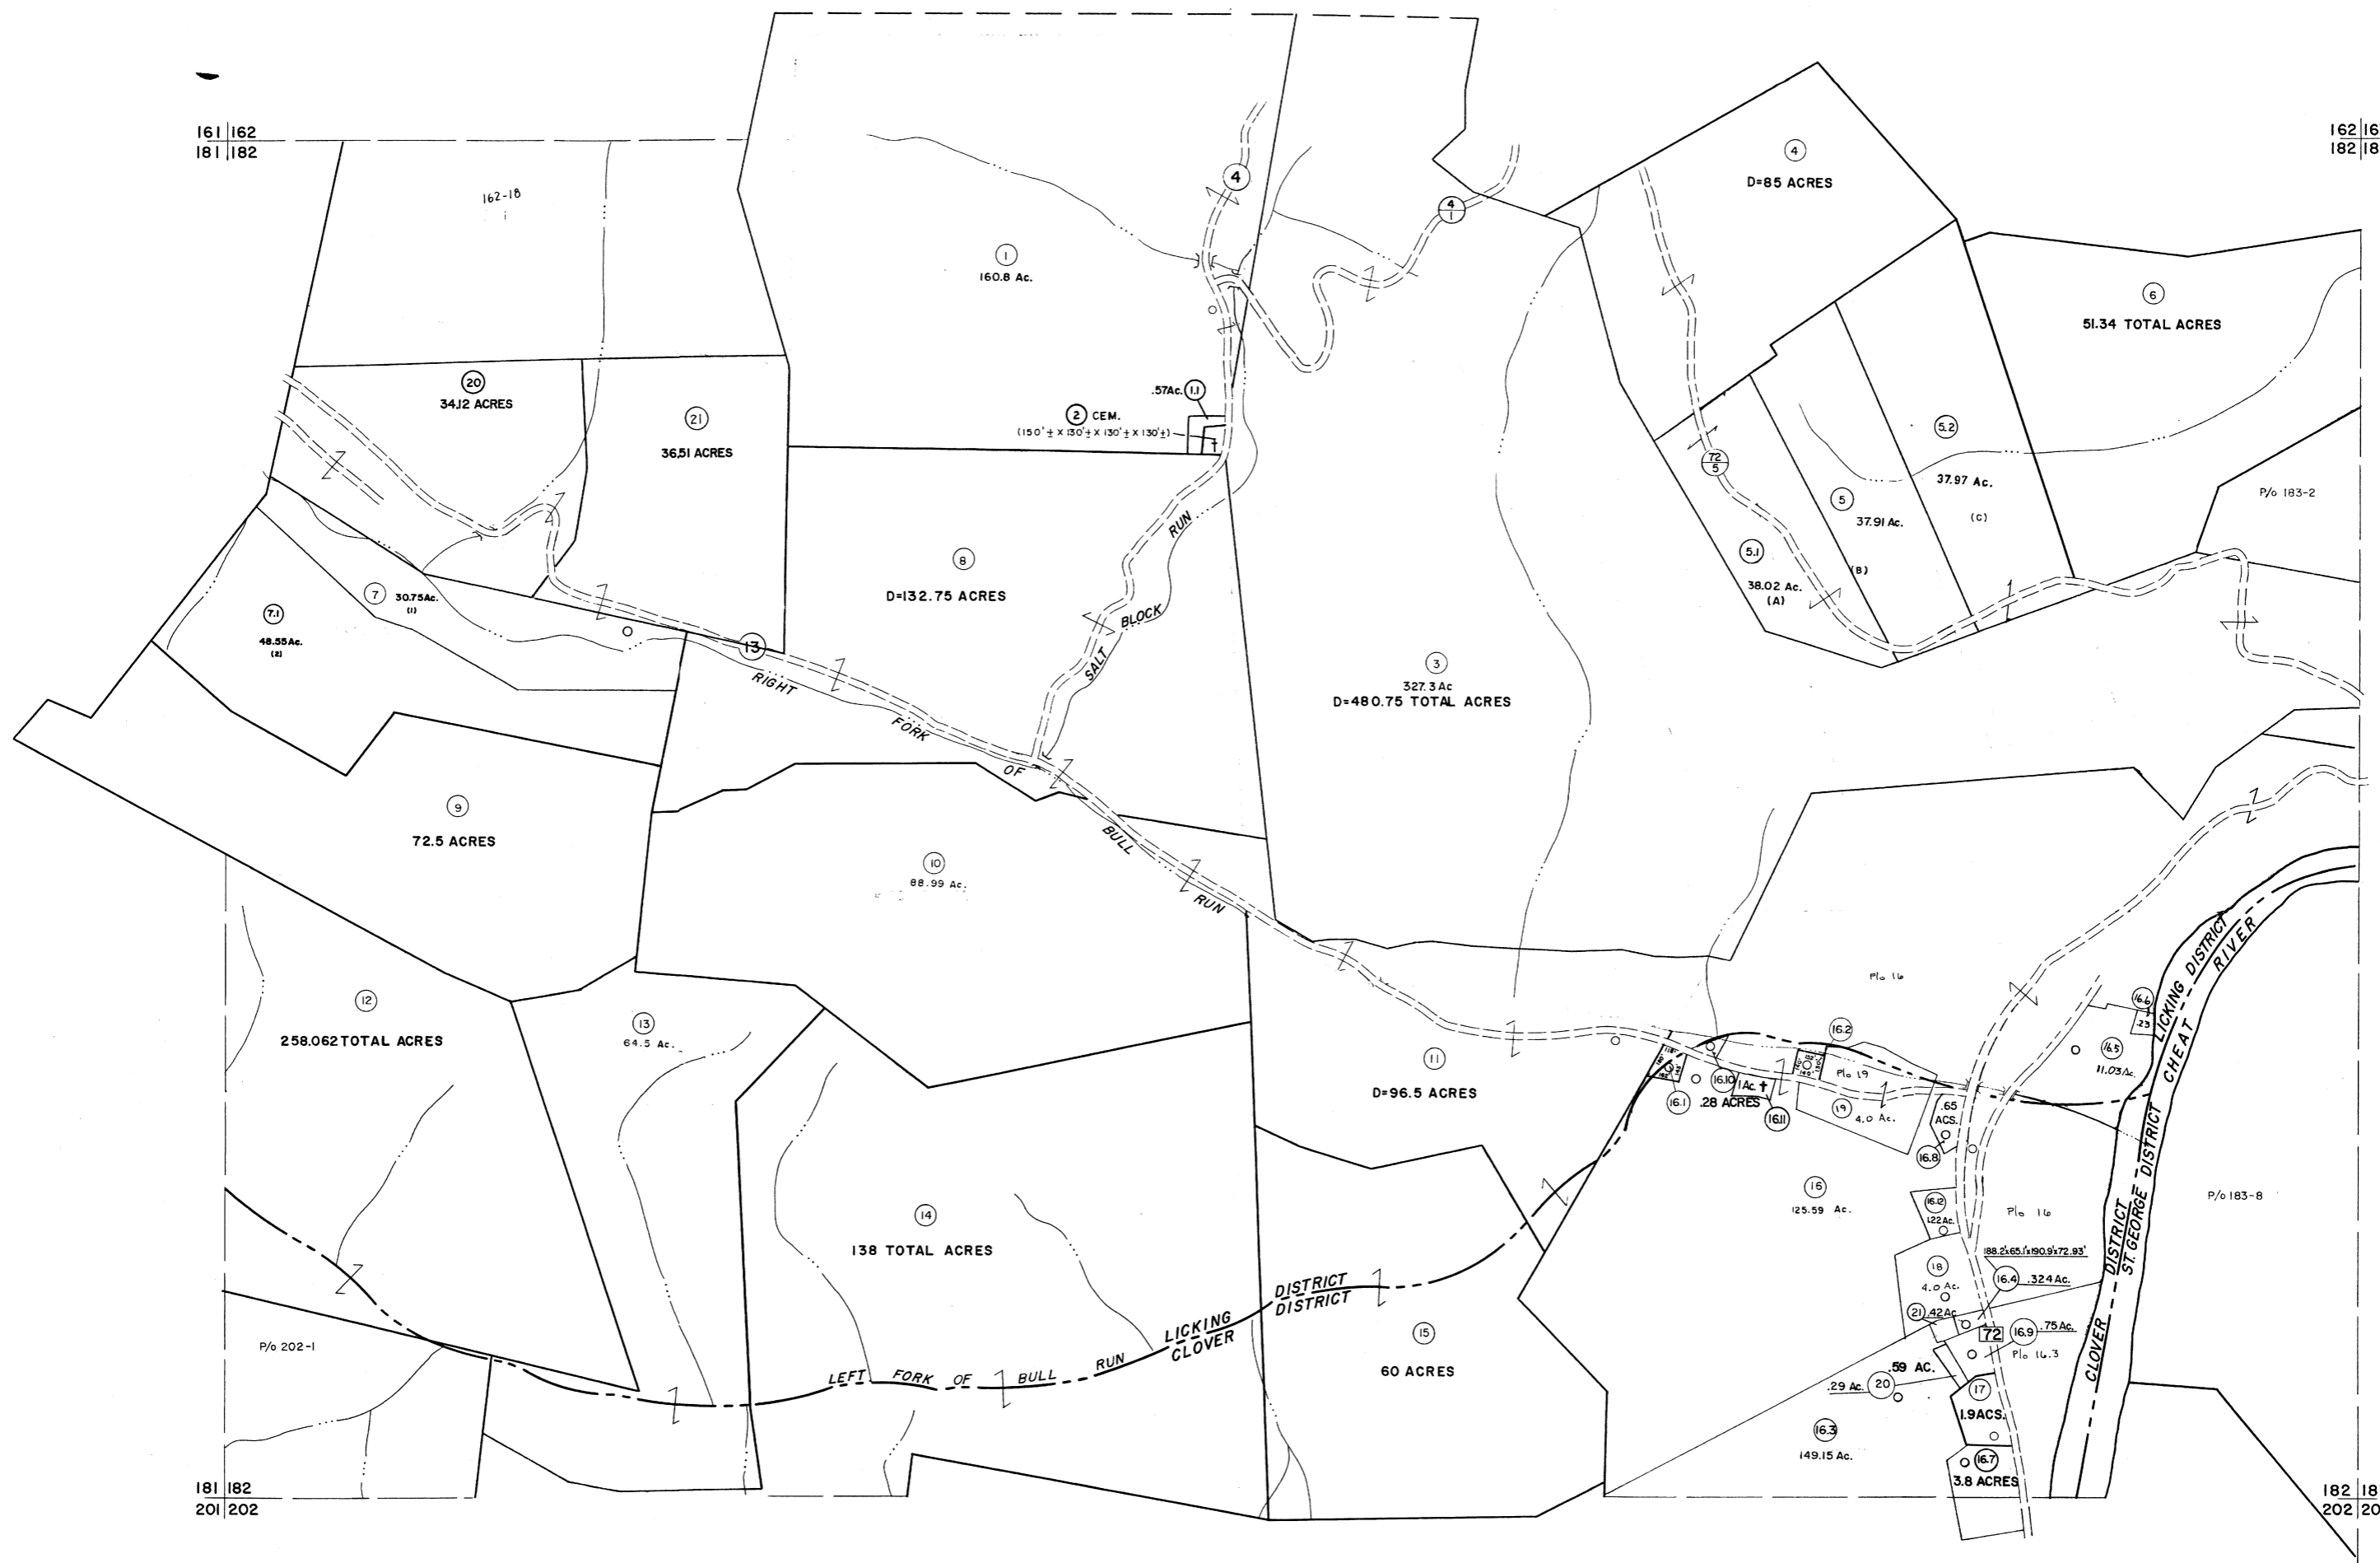 161 162
181 182
162 16
182 18
162-18
4
4
1
4
D=85 ACRES
1
160.8 Ac.
6
51.34 TOTAL ACRES
20
34.12 ACRES
21
36.51 ACRES
.57Ac. 1.1
2 CEM.
(150'± X 130'± X 130'± X 130'±)
72
5
5.2
37.97 Ac.
(C)
P/o 183-2
5
37.91 Ac.
(B)
5.1
38.02 Ac.
(A)
8
D=132.75 ACRES
7 30.75Ac.
(1)
7.1
48.55Ac.
(2)
13
SALT BLOCK RUN
RIGHT FORK OF BULL RUN
3
327.3 Ac
D=480.75 TOTAL ACRES
9
72.5 ACRES
10
88.99 Ac.
12
258.062 TOTAL ACRES
13
64.5 Ac.
11
D=96.5 ACRES
P/o 16
16.6
.23
16.5
11.03 Ac.
LICKING DISTRICT
CHEAT RIVER
16.2
P/o 19
16.10
1 Ac.
16.1
.28 ACRES
16.11
19
4.0 Ac.
.65
ACS.
16.8
16
125.59 Ac.
16.12
1.22Ac.
P/o 16
P/o 183-8
188.2'x65.1'x190.9'x72.93'
18
4.0 Ac.
16.4 .324 Ac.
21 .42Ac.
72
16.9 .75 Ac.
P/o 16.3
.59 AC.
.29 Ac. 20
17
1.9 ACS.
16.3
149.15 Ac.
16.7
3.8 ACRES
CLOVER DISTRICT
ST. GEORGE DISTRICT
14
138 TOTAL ACRES
LICKING DISTRICT
CLOVER DISTRICT
LEFT FORK OF BULL RUN
15
60 ACRES
P/o 202-1
181 182
201 202
182 18
202 20